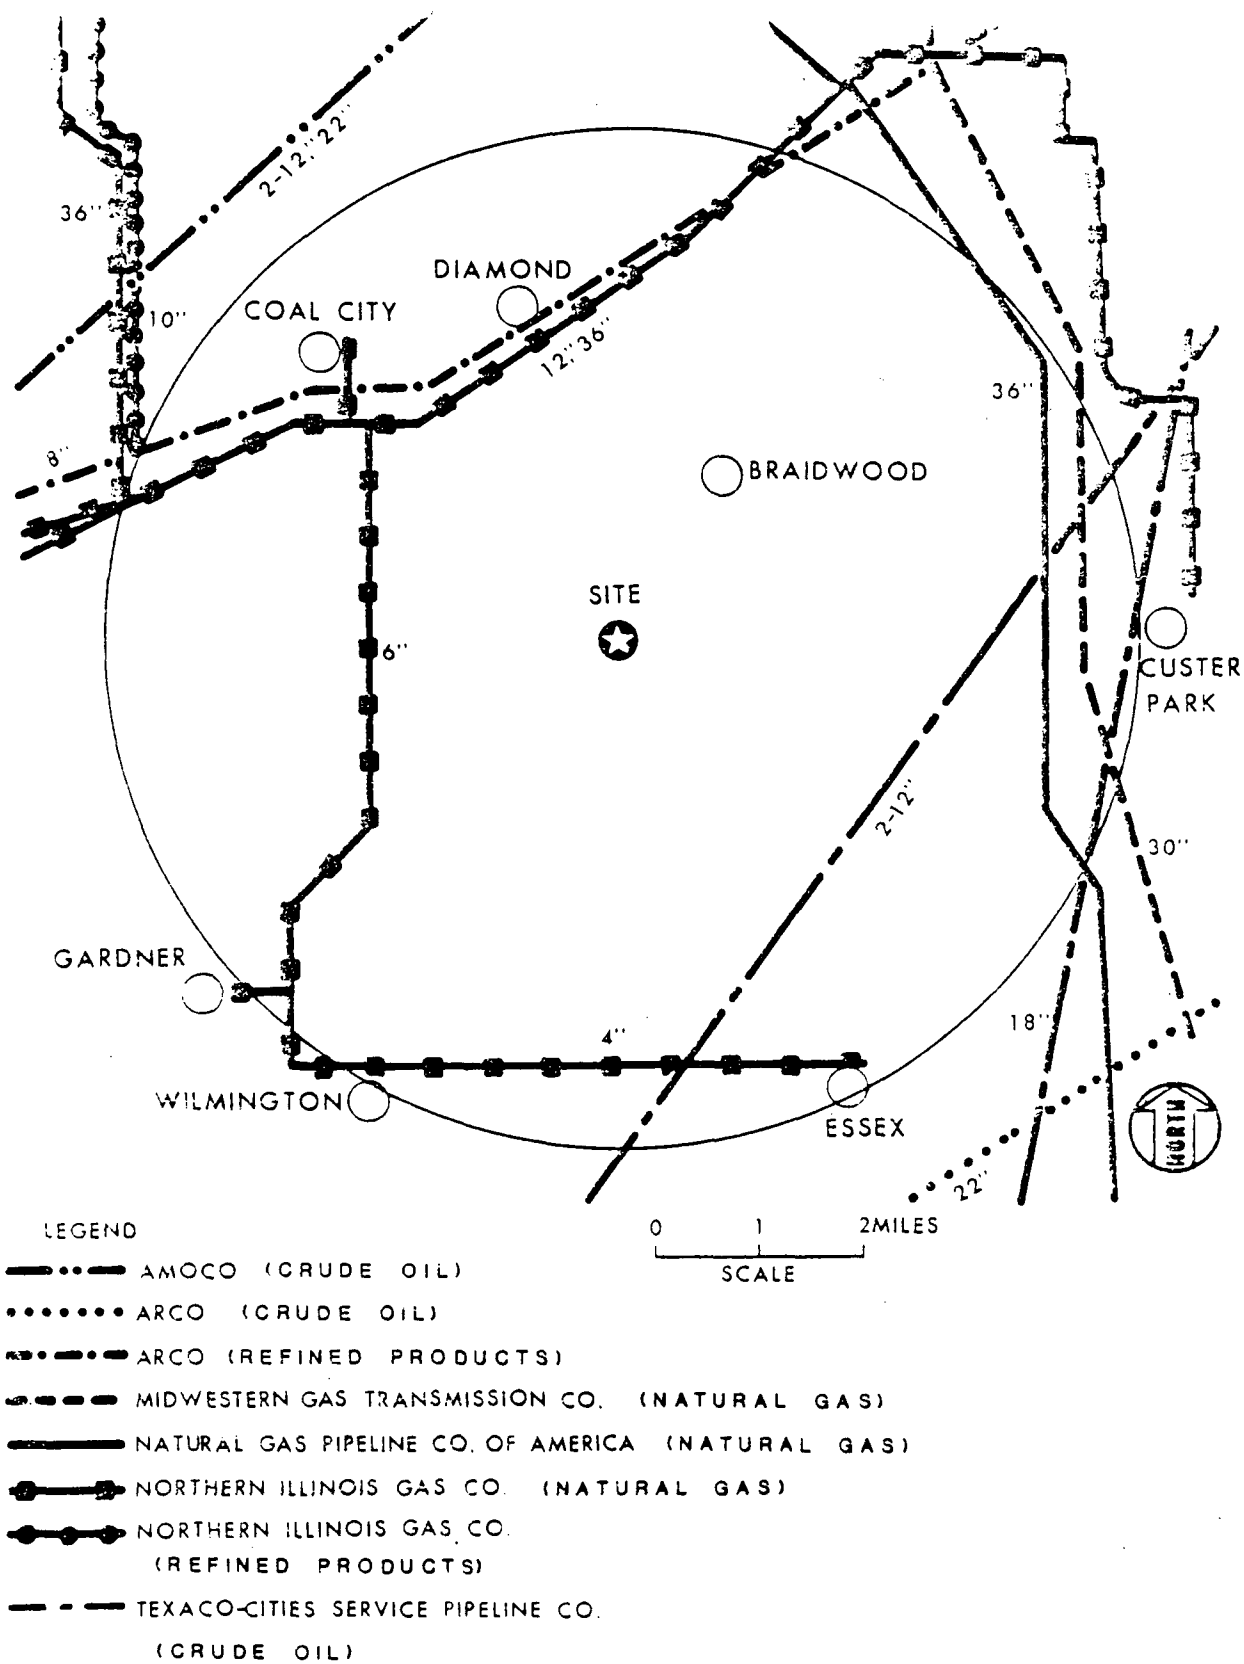 2-12",22"
36"
DIAMOND
COAL CITY
10"
12",36"
36"
8"
BRAIDWOOD
SITE
6"
CUSTER
PARK
2-12"
30"
GARDNER
18"
4"
WILMINGTON
ESSEX
NORTH
22"
LEGEND
0 1 2MILES
SCALE
AMOCO (CRUDE OIL)
ARCO (CRUDE OIL)
ARCO (REFINED PRODUCTS)
MIDWESTERN GAS TRANSMISSION CO. (NATURAL GAS)
NATURAL GAS PIPELINE CO. OF AMERICA (NATURAL GAS)
NORTHERN ILLINOIS GAS CO. (NATURAL GAS)
NORTHERN ILLINOIS GAS CO.
(REFINED PRODUCTS)
TEXACO-CITIES SERVICE PIPELINE CO.
(CRUDE OIL)